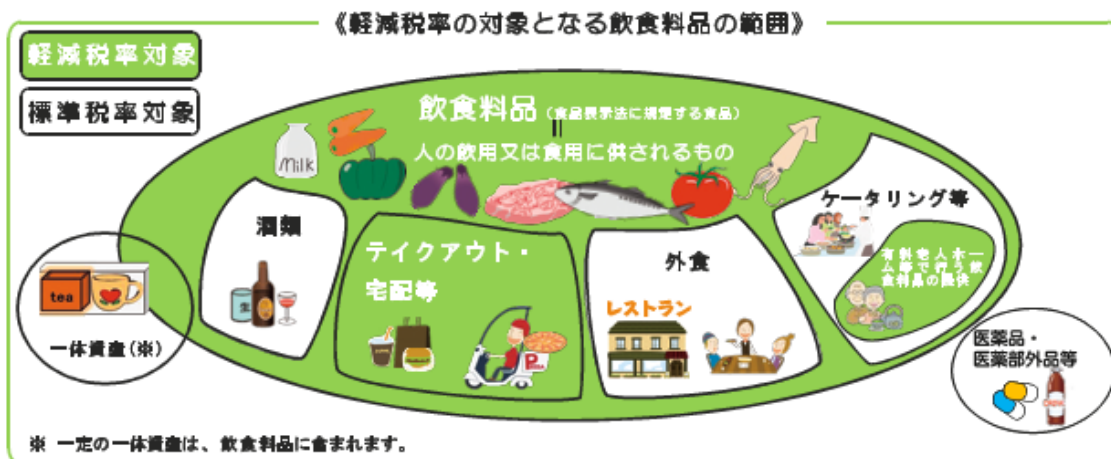 《軽減税率の対象となる飲食料品の範囲》
軽減税率対象
標準税率対象
飲食料品（食品表示法に規定する食品）
||
人の飲用又は食用に供されるもの
Milk
酒類
生
テイクアウト・
宅配等
外食
レストラン
ケータリング等
有料老人ホー
ム等で行う飲
食料品の提供
tea
一体資産(※)
医薬品・
医薬部外品等
※ 一定の一体資産は、飲食料品に含まれます。